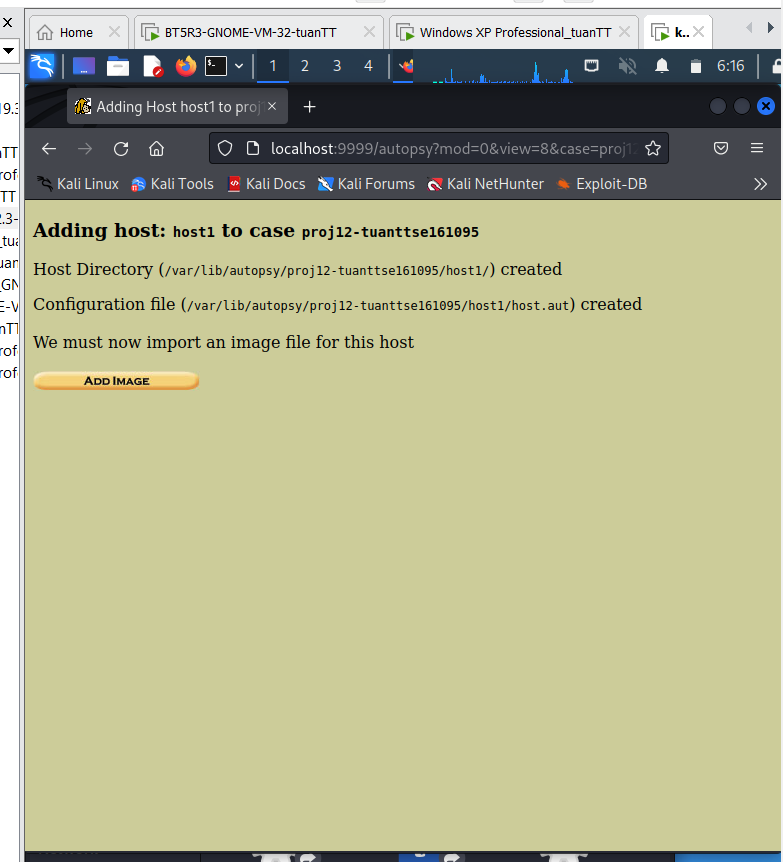 Home
BT5R3-GNOME-VM-32-tuanTT
Windows XP Professional_tuanTT
k..
1 2 3 4
6:16
Adding Host host1 to proj
localhost:9999/autopsy?mod=0&view=8&case=proj12
Kali Linux
Kali Tools
Kali Docs
Kali Forums
Kali NetHunter
Exploit-DB
Adding host: host1 to case proj12-tuanttse161095
Host Directory (/var/lib/autopsy/proj12-tuanttse161095/host1/) created
Configuration file (/var/lib/autopsy/proj12-tuanttse161095/host1/host.aut) created
We must now import an image file for this host
ADD IMAGE